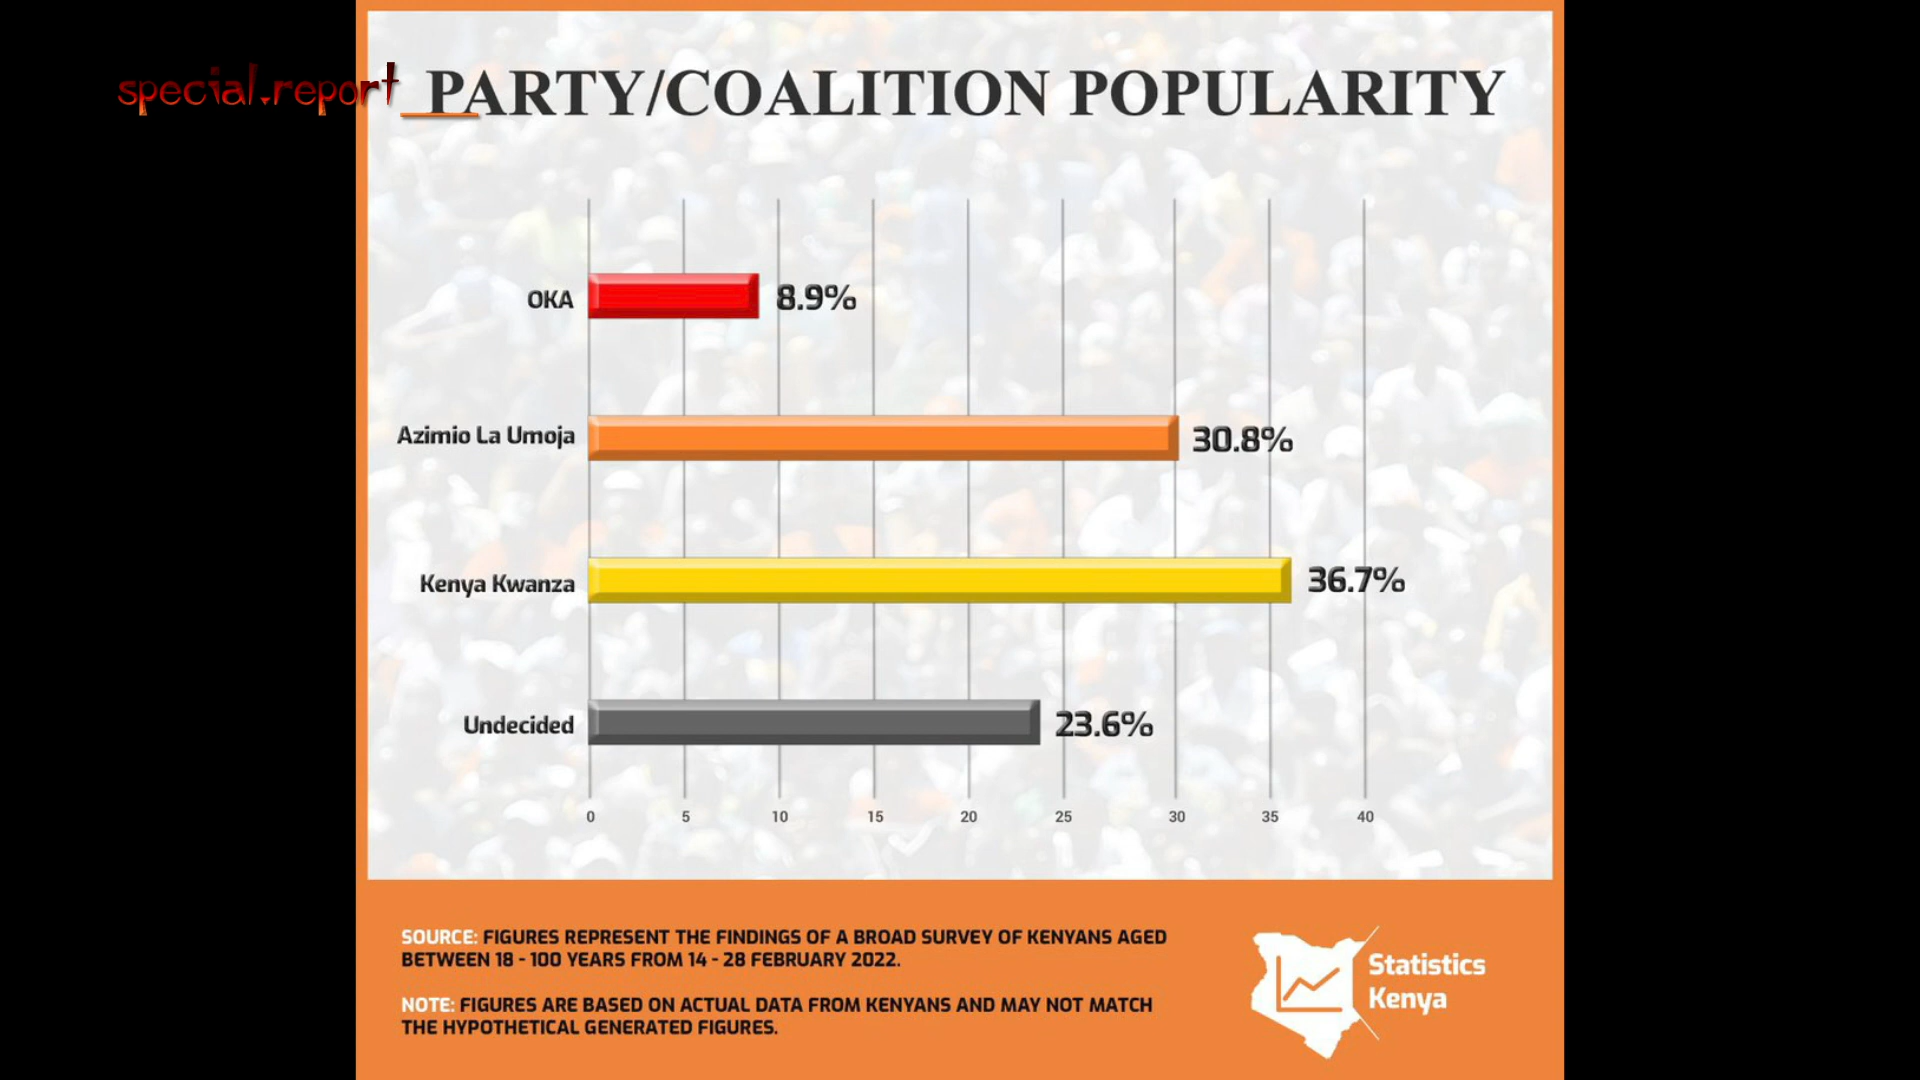 special.report_
PARTY/COALITION POPULARITY
OKA
8.9%
Azimio La Umoja
30.8%
Kenya Kwanza
36.7%
Undecided
23.6%
0 5 10 15 20 25 30 35 40
SOURCE: FIGURES REPRESENT THE FINDINGS OF A BROAD SURVEY OF KENYANS AGED
BETWEEN 18 - 100 YEARS FROM 14 - 28 FEBRUARY 2022.
NOTE: FIGURES ARE BASED ON ACTUAL DATA FROM KENYANS AND MAY NOT MATCH
THE HYPOTHETICAL GENERATED FIGURES.
Statistics
Kenya